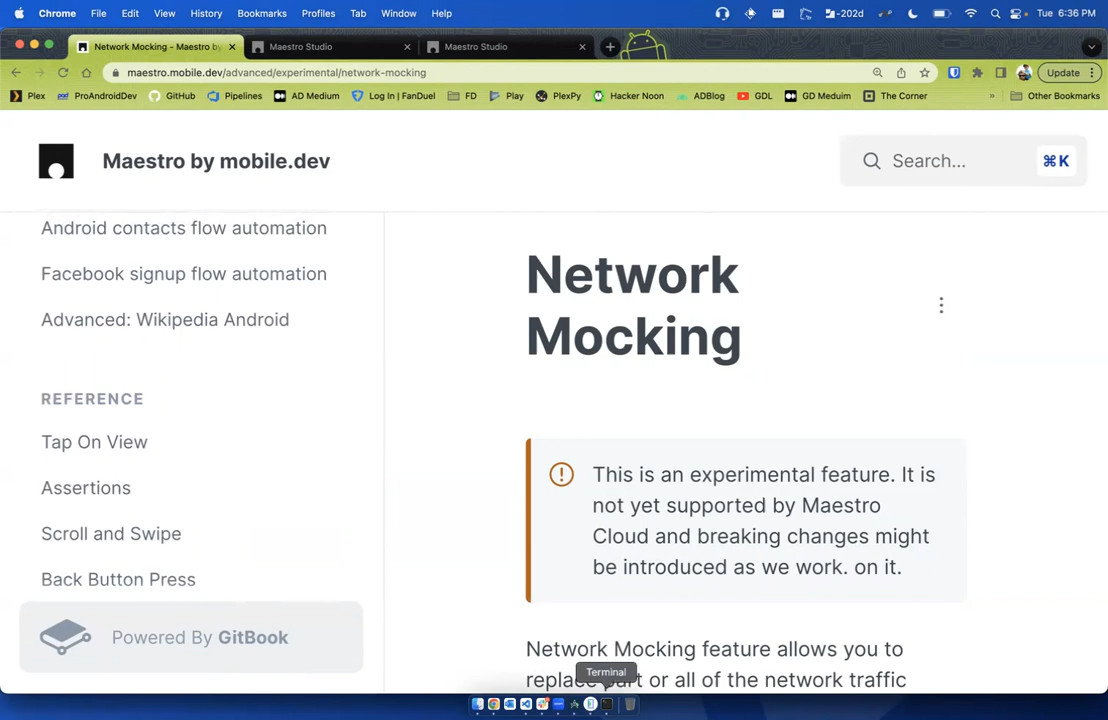 Chrome File Edit View History Bookmarks Profiles Tab Window Help -202d Tue 6:36 PM
Network Mocking - Maestro by Maestro Studio Maestro Studio
maestro.mobile.dev/advanced/experimental/network-mocking Update
Plex ProAndroidDev GitHub Pipelines AD Medium Log In | FanDuel FD Play PlexPy Hacker Noon ADBlog GDL GD Meduim The Corner » Other Bookmarks
Maestro by mobile.dev Search... ⌘K
Android contacts flow automation
Facebook signup flow automation
Advanced: Wikipedia Android
REFERENCE
Tap On View
Assertions
Scroll and Swipe
Back Button Press
Powered By GitBook
Network
Mocking
This is an experimental feature. It is
not yet supported by Maestro
Cloud and breaking changes might
be introduced as we work. on it.
Network Mocking feature allows you to
replace part or all of the network traffic
Terminal